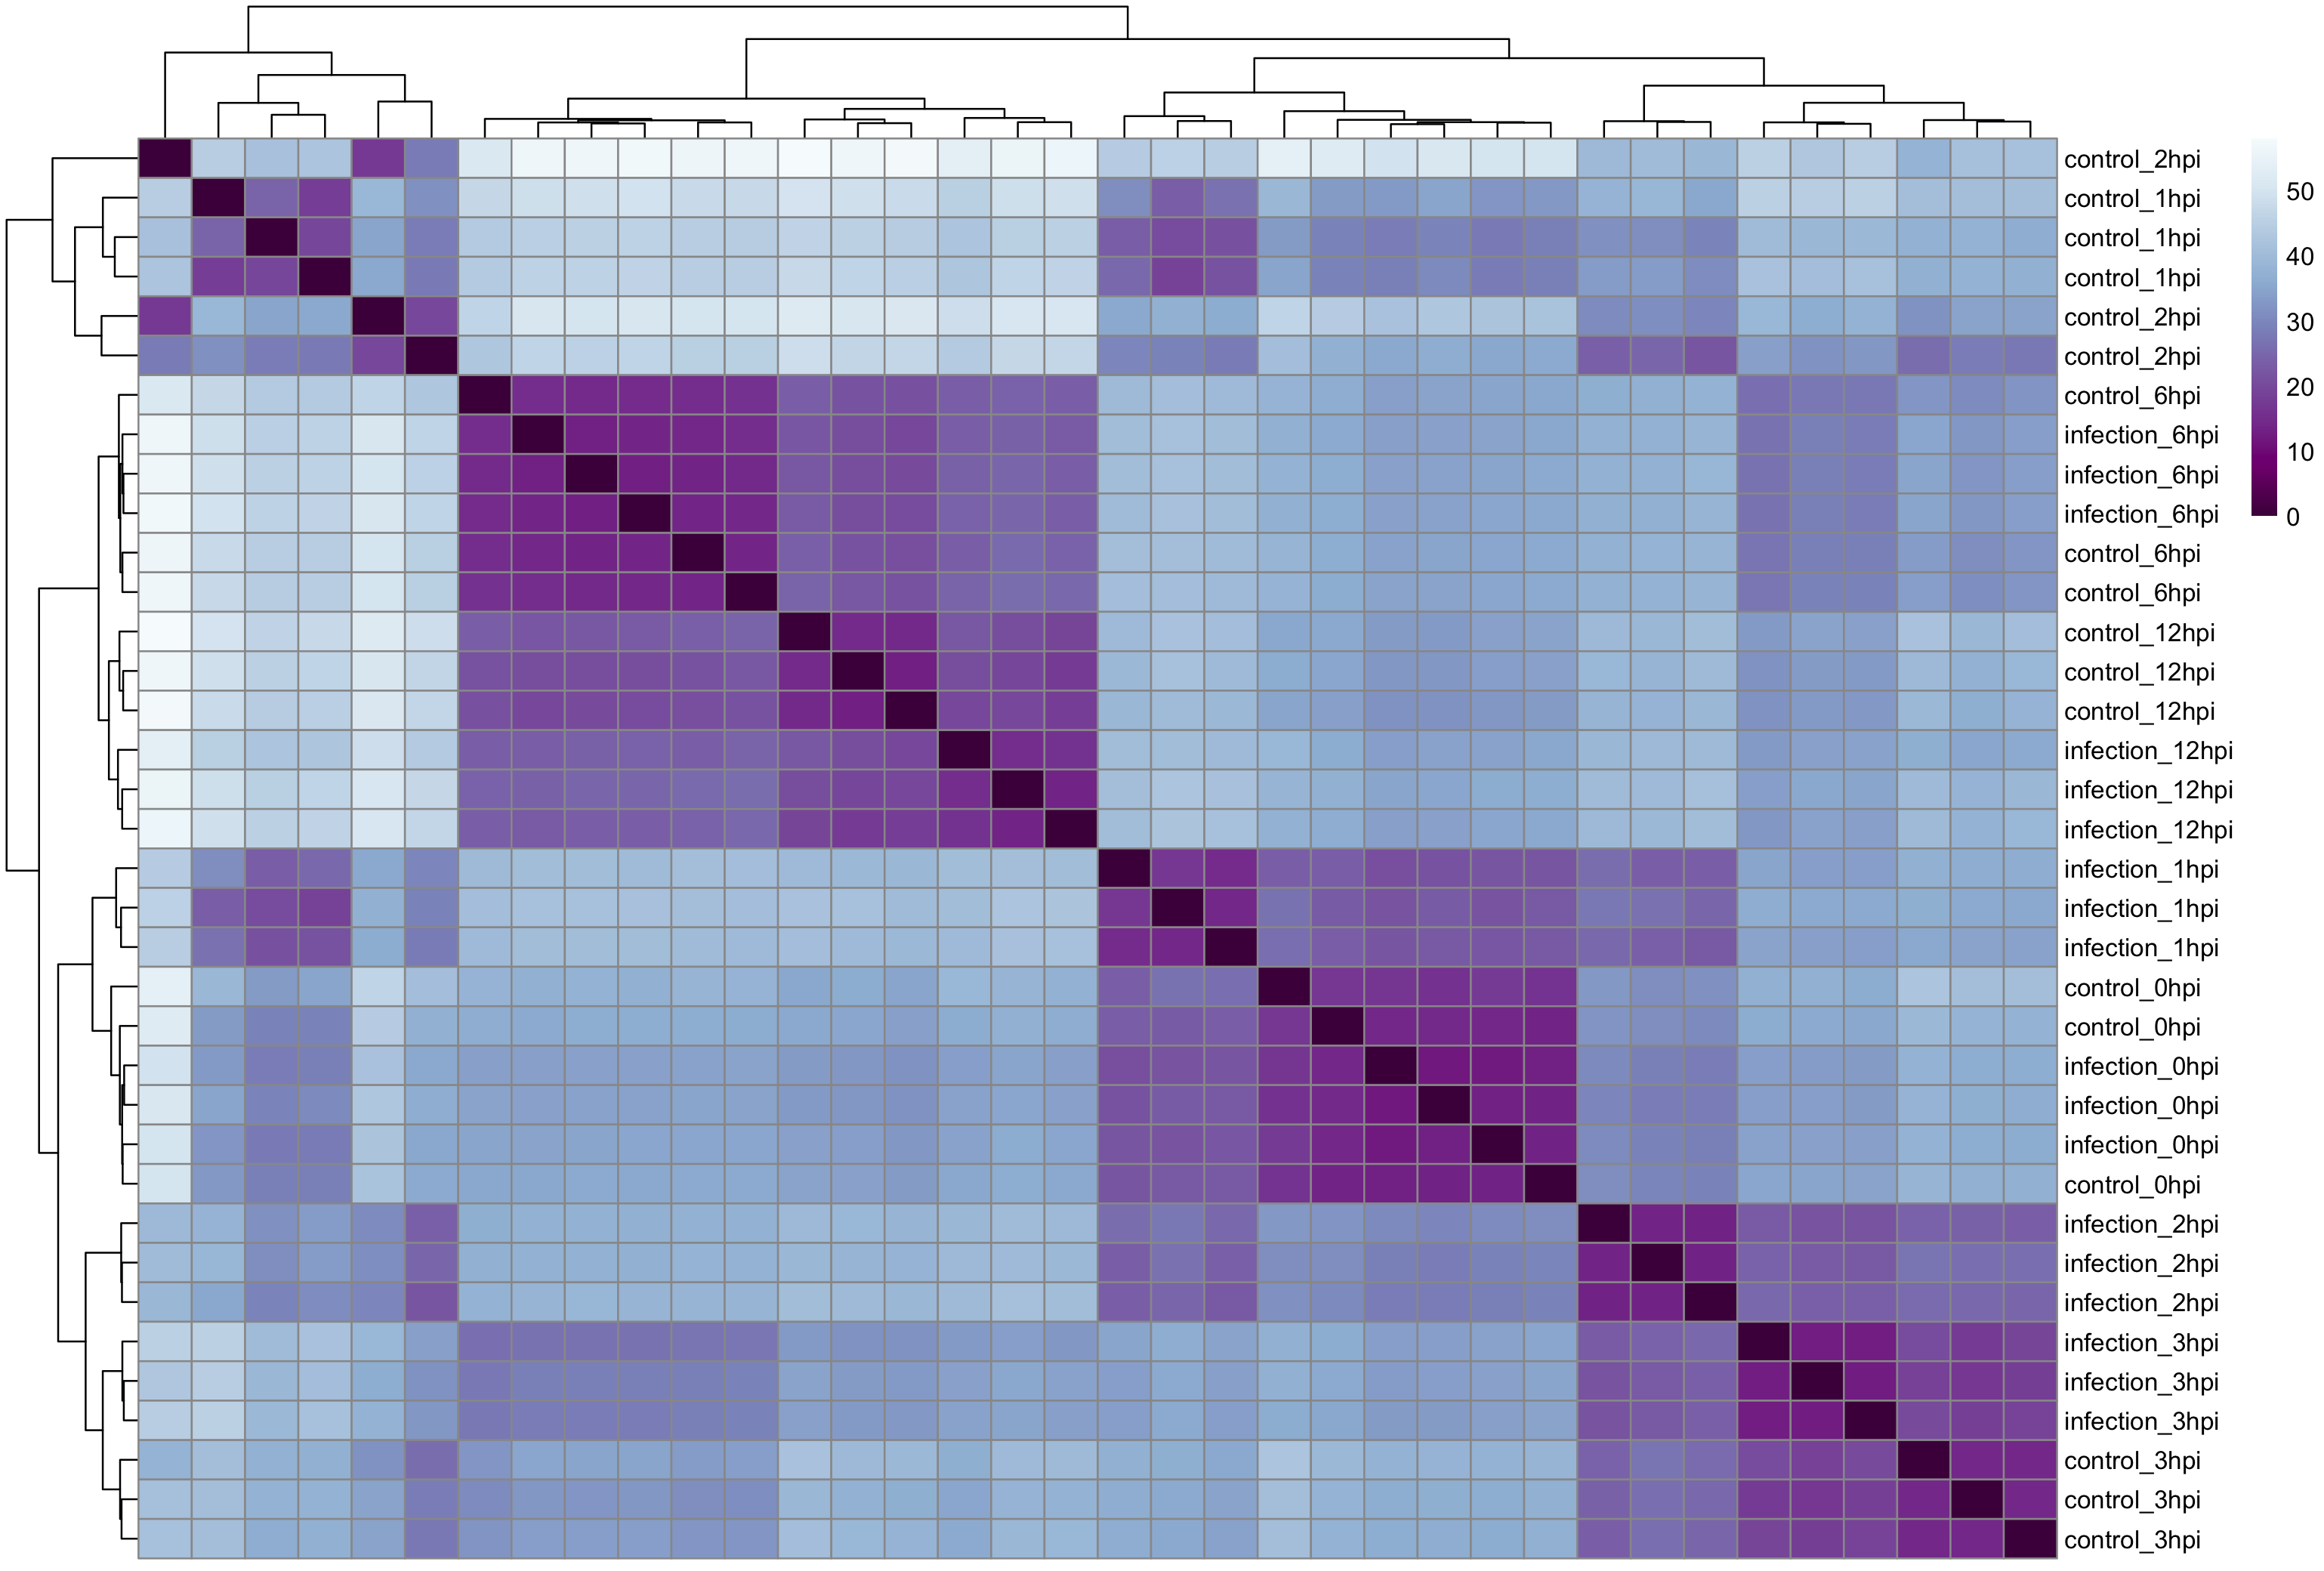 control_2hpi
control_1hpi
control_1hpi
control_1hpi
control_2hpi
control_2hpi
control_6hpi
infection_6hpi
infection_6hpi
infection_6hpi
control_6hpi
control_6hpi
control_12hpi
control_12hpi
control_12hpi
infection_12hpi
infection_12hpi
infection_12hpi
infection_1hpi
infection_1hpi
infection_1hpi
control_0hpi
control_0hpi
infection_0hpi
infection_0hpi
infection_0hpi
control_0hpi
infection_2hpi
infection_2hpi
infection_2hpi
infection_3hpi
infection_3hpi
infection_3hpi
control_3hpi
control_3hpi
control_3hpi
50
40
30
20
10
0